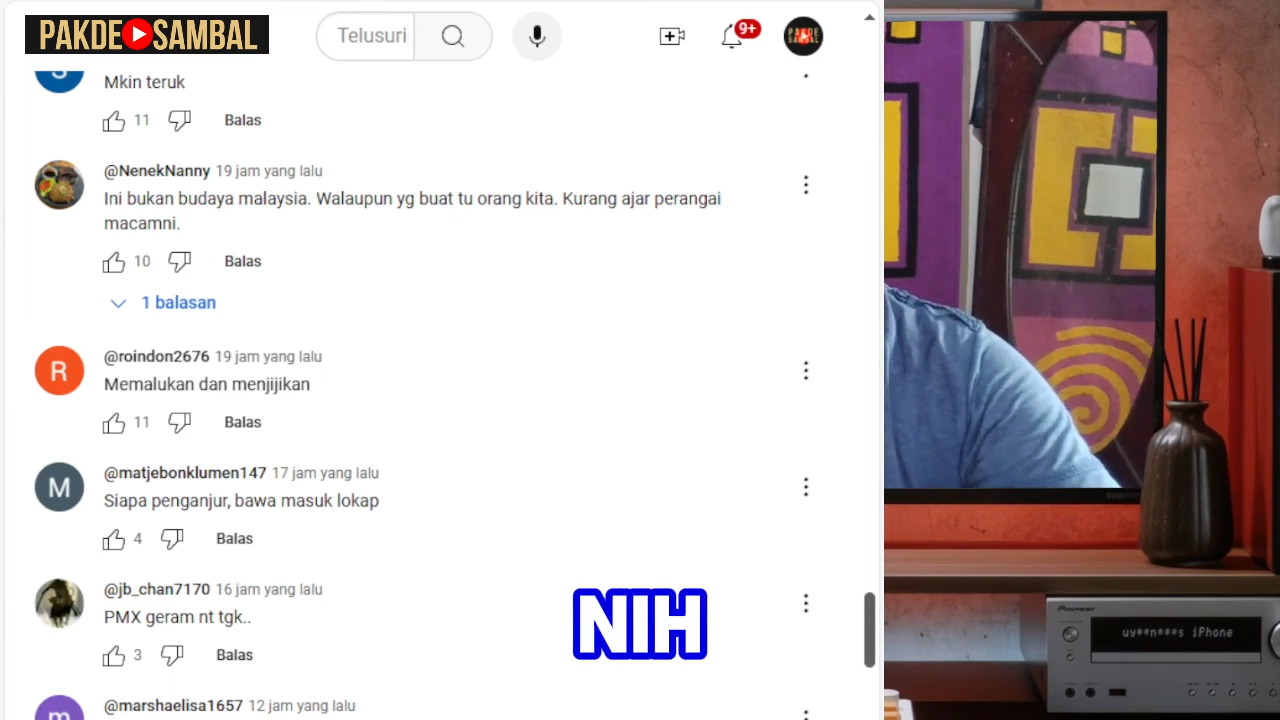 PAKDE SAMBAL
Telusuri
9+
PAKDE
SAMBAL
Mkin teruk
11 Balas
@NenekNanny 19 jam yang lalu
Ini bukan budaya malaysia. Walaupun yg buat tu orang kita. Kurang ajar perangai
macamni.
10 Balas
1 balasan
R
@roindon2676 19 jam yang lalu
Memalukan dan menjijikan
11 Balas
M
@matjebonklumen147 17 jam yang lalu
Siapa penganjur, bawa masuk lokap
4 Balas
@jb_chan7170 16 jam yang lalu
PMX geram nt tgk..
3 Balas
NIH
m
@marshaelisa1657 12 jam yang lalu
Pioneer